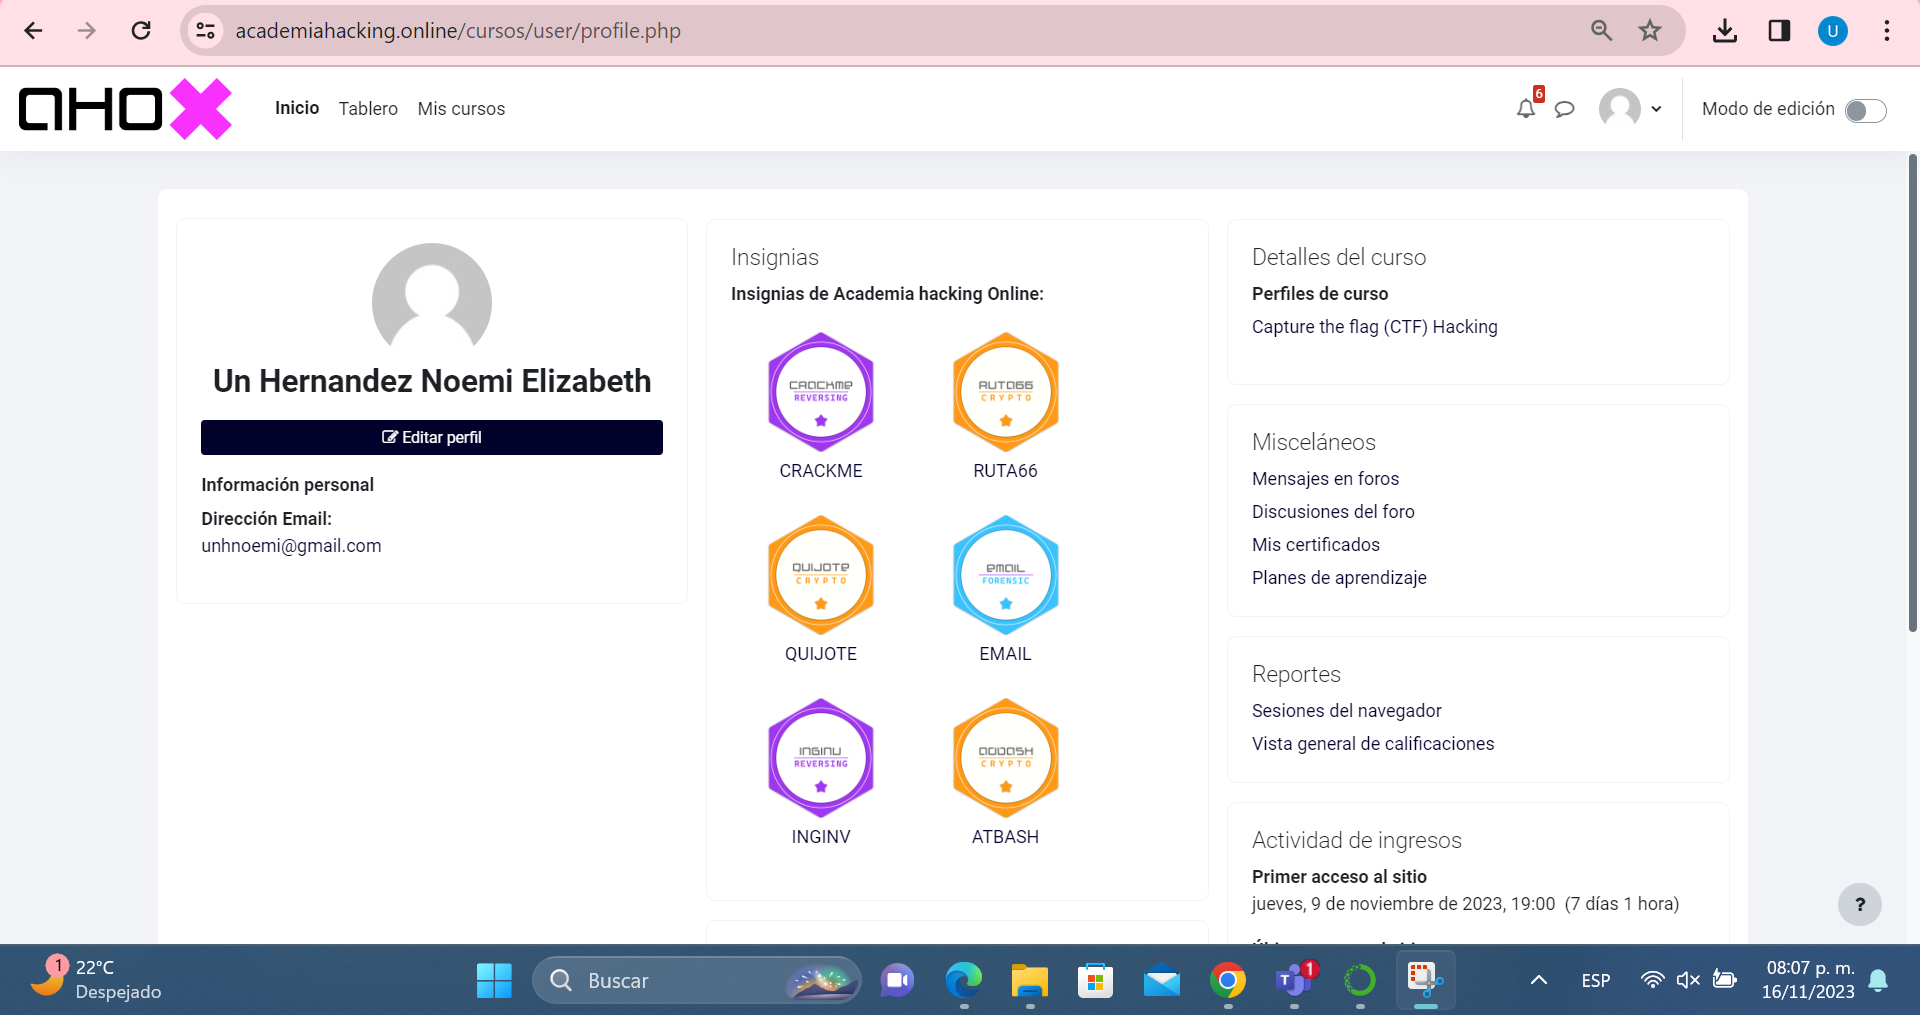 academiahacking.online/cursos/user/profile.php
U
AHOX
Inicio
Tablero
Mis cursos
6
Modo de edición
Un Hernandez Noemi Elizabeth
Editar perfil
Información personal
Dirección Email:
unhnoemi@gmail.com
Insignias
Insignias de Academia hacking Online:
CRACKME
REVERSING
CRACKME
RUTA66
CRYPTO
RUTA66
QUIJOTE
CRYPTO
QUIJOTE
EMAIL
FORENSIC
EMAIL
INGINV
REVERSING
INGINV
CRYPTO
ATBASH
Detalles del curso
Perfiles de curso
Capture the flag (CTF) Hacking
Misceláneos
Mensajes en foros
Discusiones del foro
Mis certificados
Planes de aprendizaje
Reportes
Sesiones del navegador
Vista general de calificaciones
Actividad de ingresos
Primer acceso al sitio
jueves, 9 de noviembre de 2023, 19:00 (7 días 1 hora)
?
1
22°C
Despejado
Buscar
1
ESP
08:07 p. m.
16/11/2023